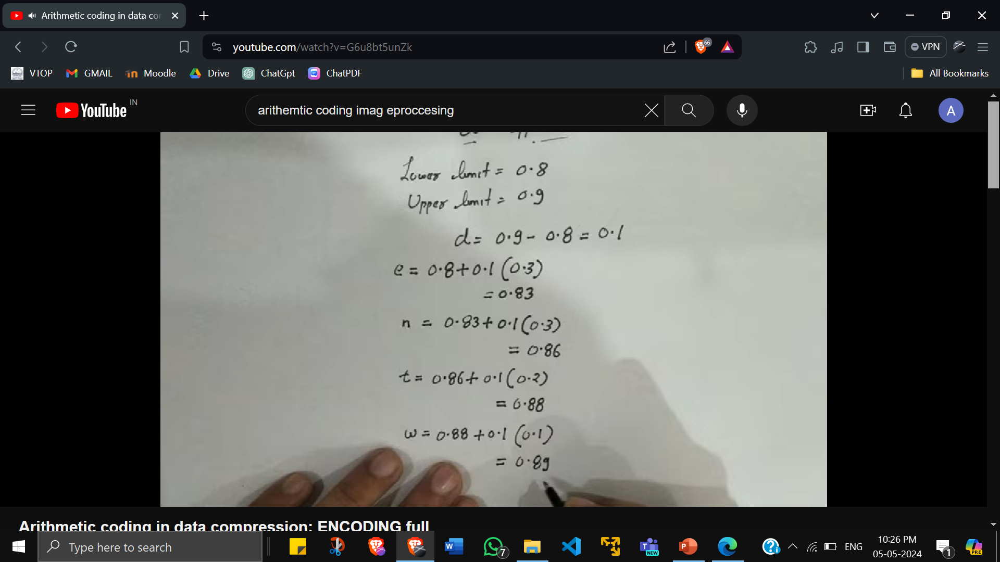 Arithmetic coding in data cor
youtube.com/watch?v=G6u8bt5unZk
66
VPN
VTOP
GMAIL
Moodle
Drive
ChatGpt
ChatPDF
All Bookmarks
YouTube IN
arithemtic coding imag eproccesing
A
Lower limit = 0.8
Upper limit = 0.9
d = 0.9 - 0.8 = 0.1
e = 0.8+0.1 (0.3)
= 0.83
n = 0.83+0.1(0.3)
= 0.86
t = 0.86+0.1(0.2)
= 0.88
w = 0.88+0.1 (0.1)
= 0.89
Arithmetic coding in data compression: ENCODING full
Type here to search
W
7
T
NEW
P
ENG
10:26 PM
05-05-2024
1
PRE